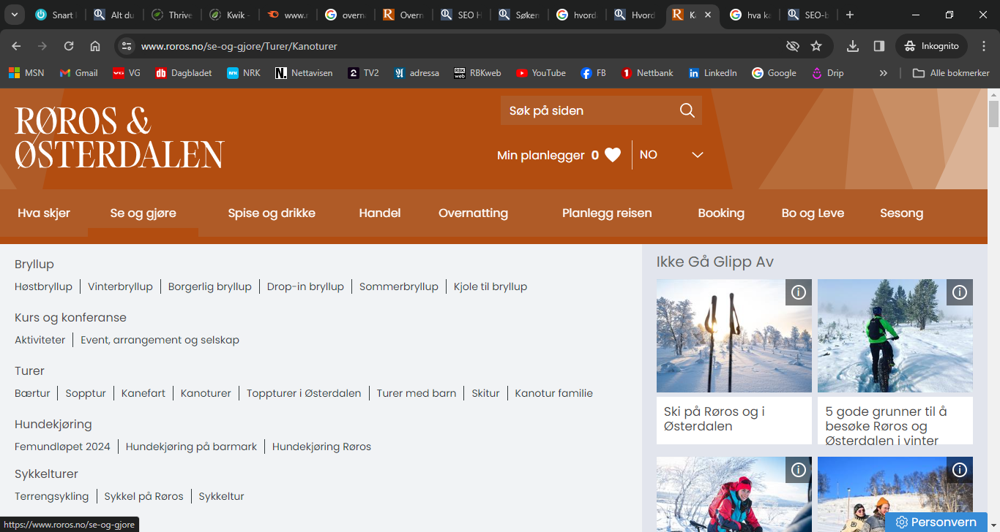 Snart
Alt du
Thrive
Kwik -
www.r
overn
Overn
SEO H
Søker
hvord
Hvord
Ka
hva ka
SEO-b
www.roros.no/se-og-gjore/Turer/Kanoturer
Inkognito
MSN Gmail VG Dagbladet NRK Nettavisen TV2 adressa RBKweb YouTube FB Nettbank LinkedIn Google Drip Alle bokmerker
RØROS &
ØSTERDALEN
Søk på siden
Min planlegger 0 NO
Hva skjer Se og gjøre Spise og drikke Handel Overnatting Planlegg reisen Booking Bo og Leve Sesong
Bryllup
Høstbryllup Vinterbryllup Borgerlig bryllup Drop-in bryllup Sommerbryllup Kjole til bryllup
Kurs og konferanse
Aktiviteter Event, arrangement og selskap
Turer
Bærtur Sopptur Kanefart Kanoturer Toppturer i Østerdalen Turer med barn Skitur Kanotur familie
Hundekjøring
Femundløpet 2024 Hundekjøring på barmark Hundekjøring Røros
Sykkelturer
Terrengsykling Sykkel på Røros Sykkeltur
Ikke Gå Glipp Av
Ski på Røros og i
Østerdalen
5 gode grunner til å
besøke Røros og
Østerdalen i vinter
Personvern
https://www.roros.no/se-og-gjore